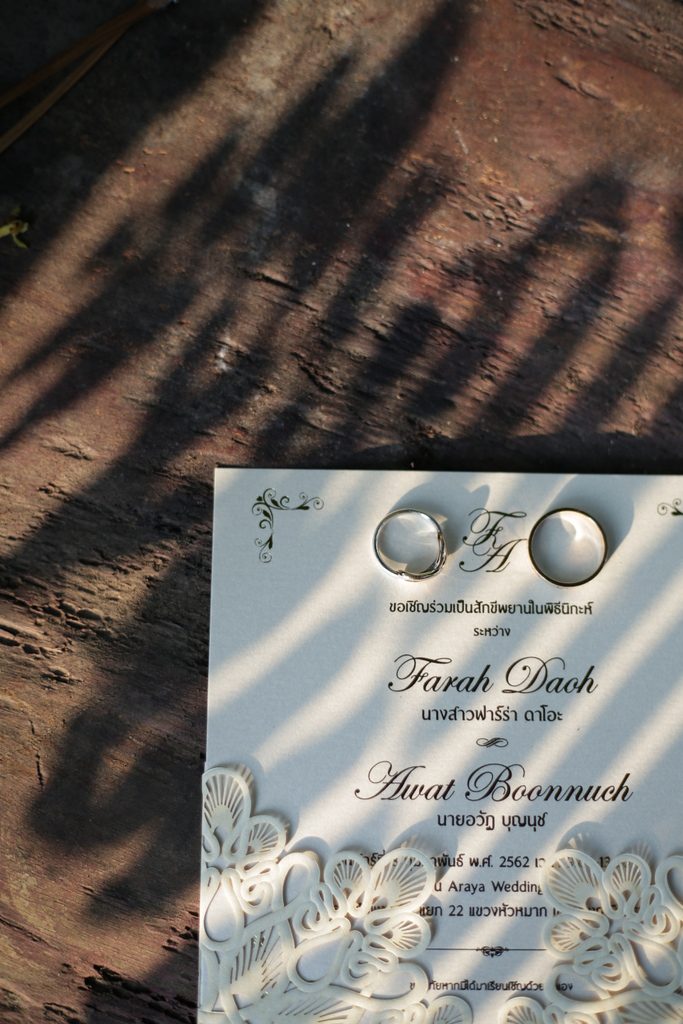 FA
ขอเชิญร่วมเป็นสักขีพยานในพิธีนิกะห์
ระหว่าง
Farah Daoh
นางสาวฟาร์ร่า ดาโอะ
Awat Boonnuch
นายอวัฏ บุญนุช
พ.ศ. 2562
Araya Wedding
แยก 22 แขวงหัวหมาก